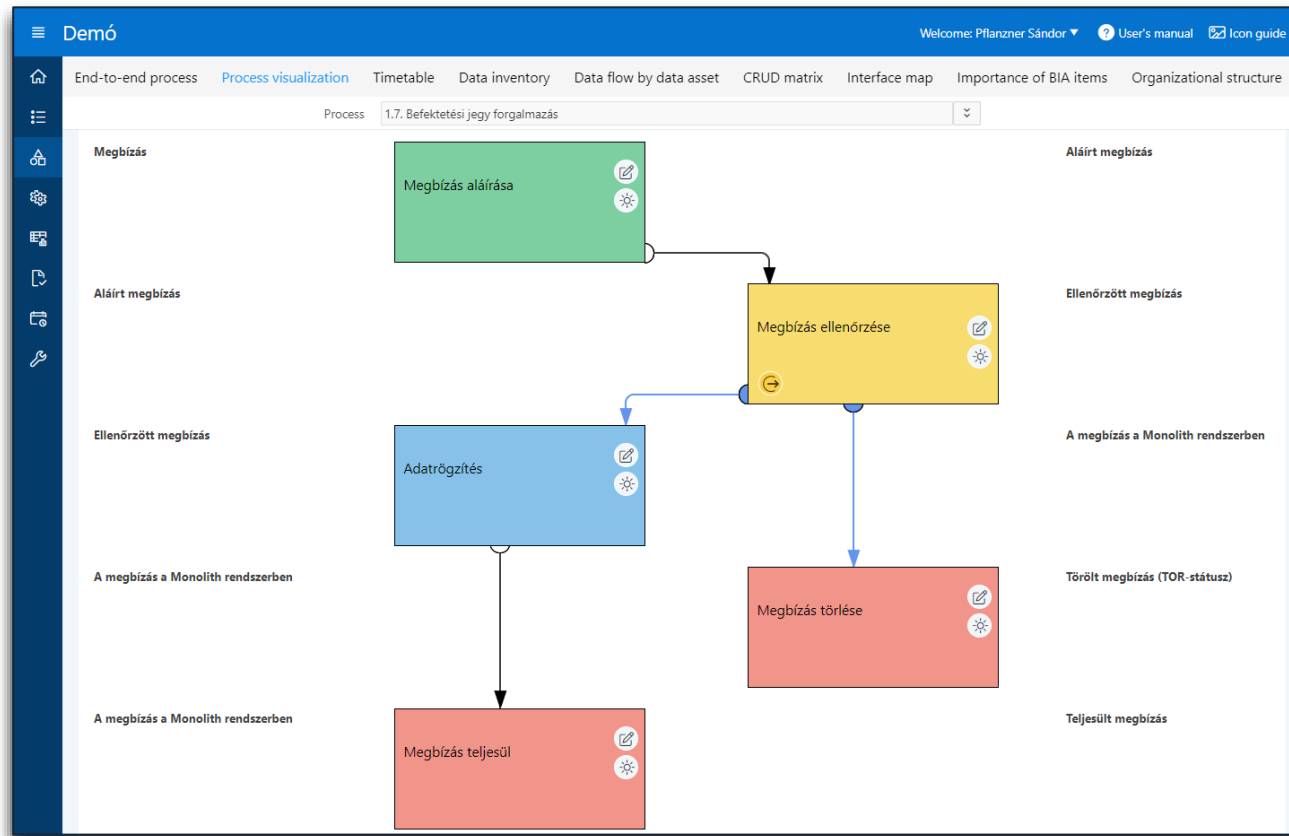 Demó
Welcome: Pflanzner Sándor
User's manual
Icon guide
End-to-end process
Process visualization
Timetable
Data inventory
Data flow by data asset
CRUD matrix
Interface map
Importance of BIA items
Organizational structure
Process
1.7. Befektetési jegy forgalmazás
Megbízás
Megbízás aláírása
Aláírt megbízás
Aláírt megbízás
Megbízás ellenőrzése
Ellenőrzött megbízás
Ellenőrzött megbízás
Adatrögzítés
A megbízás a Monolith rendszerben
A megbízás a Monolith rendszerben
Megbízás törlése
Törölt megbízás (TOR-státusz)
A megbízás a Monolith rendszerben
Megbízás teljesül
Teljesült megbízás